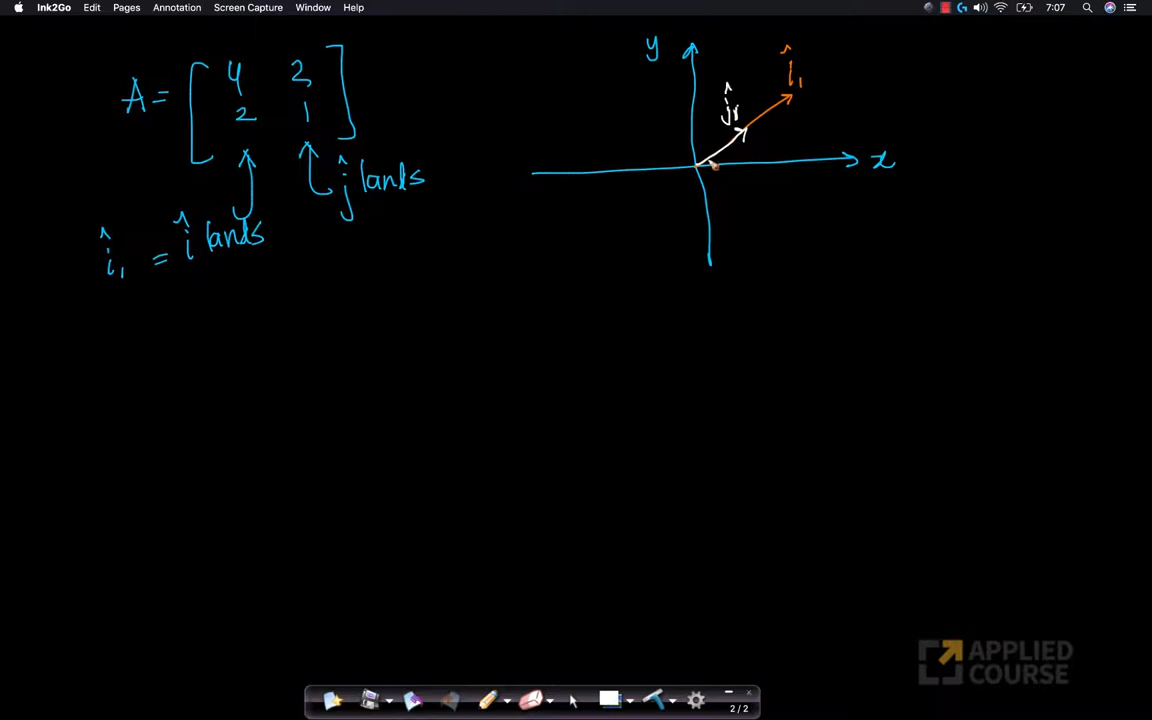 Ink2Go Edit Pages Annotation Screen Capture Window Help 7:07
A = [ 4 2
2 1 ]
î lands
ĵ lands
î₁ = î lands
y
x
î₁
ĵ₁
APPLIED
COURSE
2 / 2